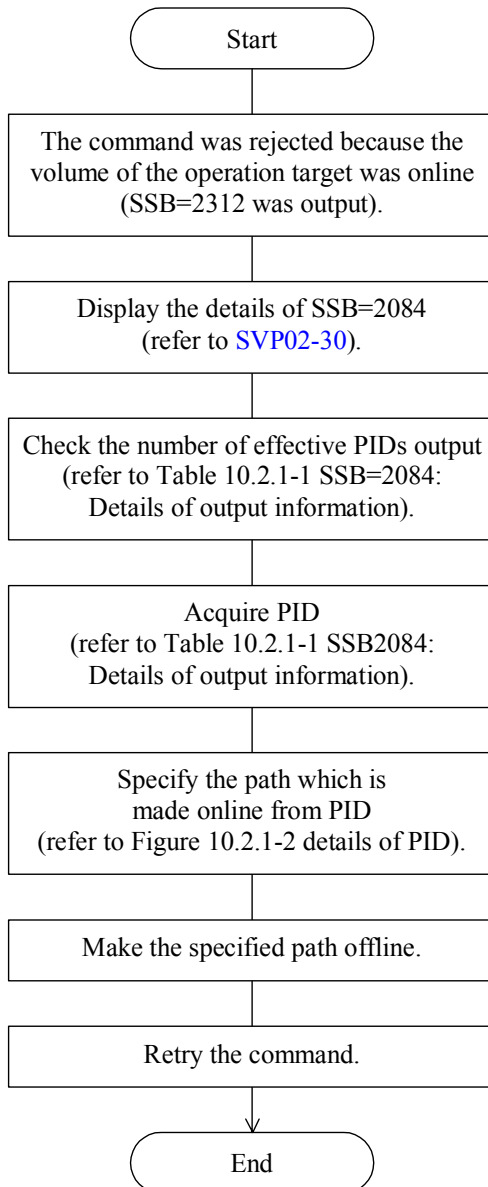 Start
The command was rejected because the
volume of the operation target was online
(SSB=2312 was output).
Display the details of SSB=2084
(refer to SVP02-30).
Check the number of effective PIDs output
(refer to Table 10.2.1-1 SSB=2084:
Details of output information).
Acquire PID
(refer to Table 10.2.1-1 SSB2084:
Details of output information).
Specify the path which is
made online from PID
(refer to Figure 10.2.1-2 details of PID).
Make the specified path offline.
Retry the command.
End